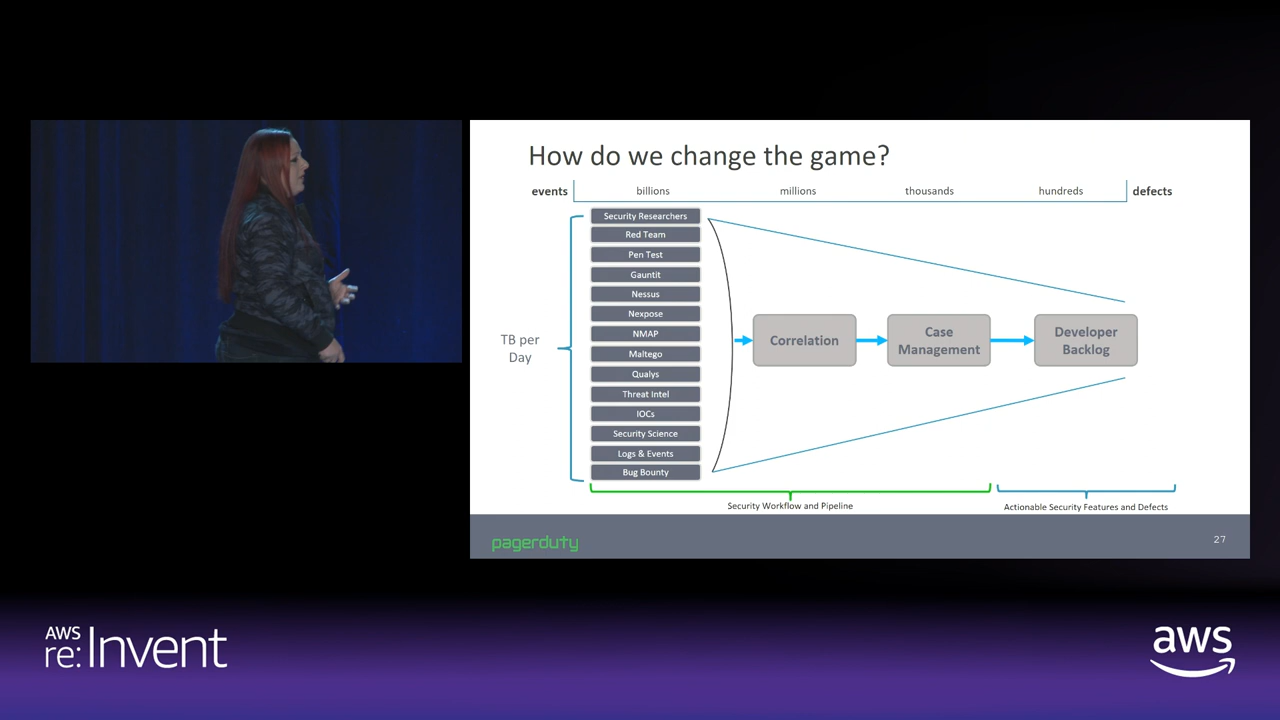 How do we change the game?
events billions millions thousands hundreds defects
Security Researchers
Red Team
Pen Test
Gauntit
Nessus
Nexpose
NMAP
Maltego
Qualys
Threat Intel
IOCs
Security Science
Logs & Events
Bug Bounty
TB per
Day
Correlation
Case
Management
Developer
Backlog
Security Workflow and Pipeline
Actionable Security Features and Defects
pagerduty
27
AWS
re:Invent
aws